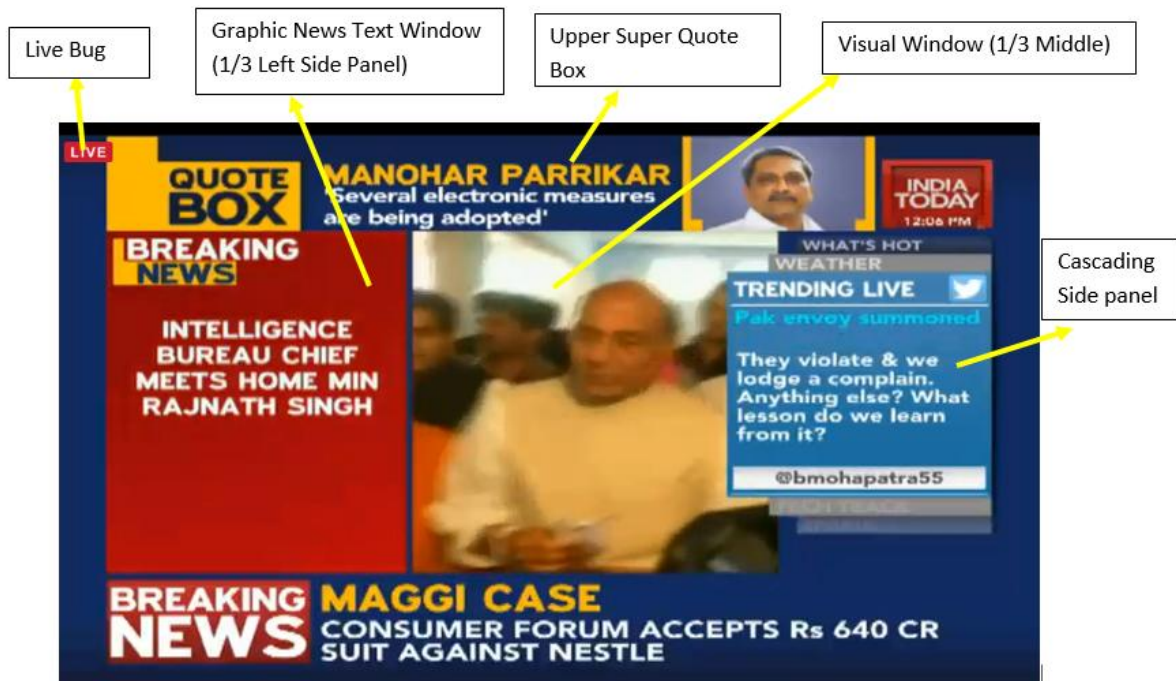 Live Bug
Graphic News Text Window
(1/3 Left Side Panel)
Upper Super Quote
Box
Visual Window (1/3 Middle)
LIVE
QUOTE
BOX
MANOHAR PARRIKAR
'Several electronic measures
are being adopted'
INDIA
TODAY
12:06 PM
BREAKING
NEWS
INTELLIGENCE
BUREAU CHIEF
MEETS HOME MIN
RAJNATH SINGH
WHAT'S HOT
WEATHER
TRENDING LIVE
Pak envoy summoned
They violate & we
lodge a complain.
Anything else? What
lesson do we learn
from it?
@bmohapatra55
TECH TRACK
Cascading
Side panel
BREAKING
NEWS
MAGGI CASE
CONSUMER FORUM ACCEPTS Rs 640 CR
SUIT AGAINST NESTLE